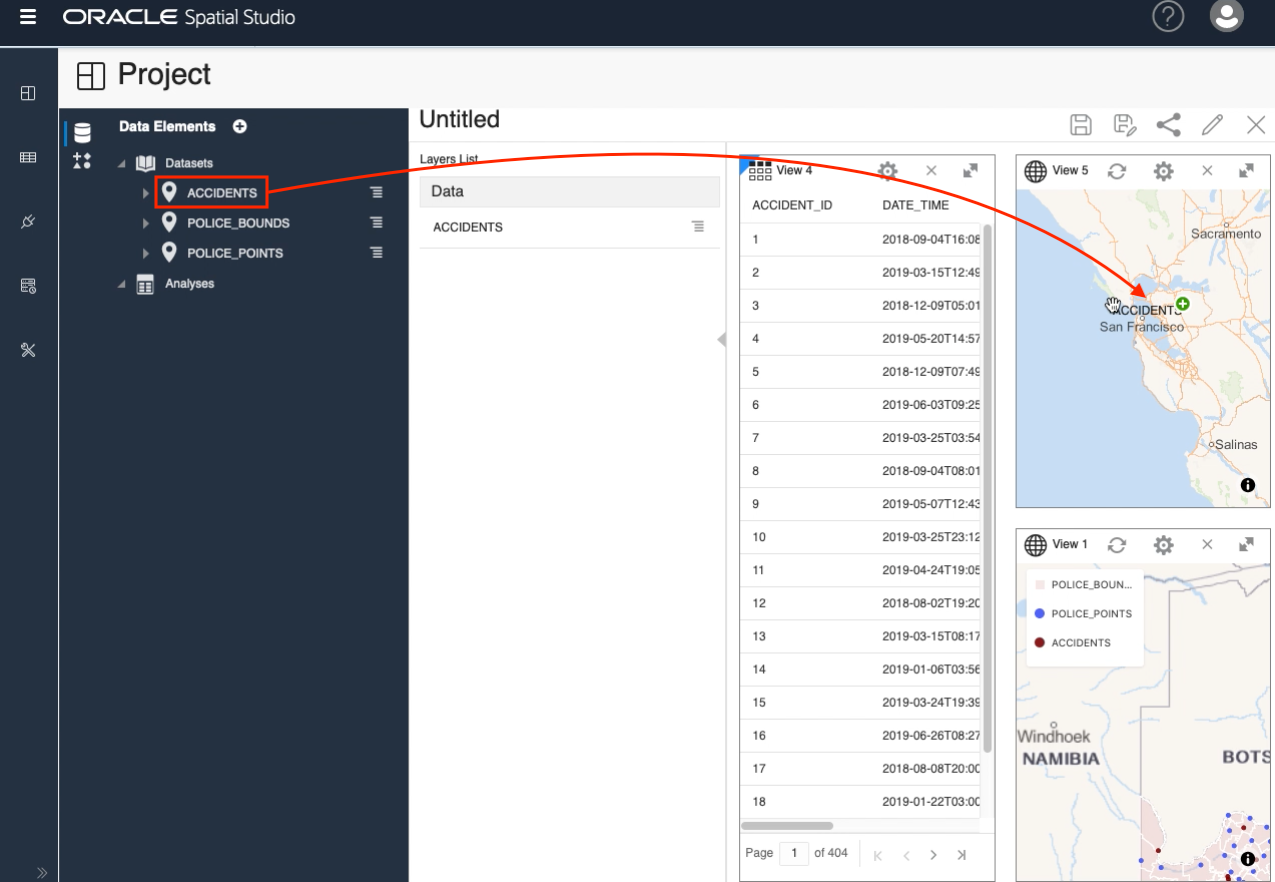 ORACLE Spatial Studio
Project
Data Elements
Datasets
ACCIDENTS
POLICE_BOUNDS
POLICE_POINTS
Analyses
Untitled
Layers List
Data
ACCIDENTS
View 4
ACCIDENT_ID DATE_TIME
1 2018-09-04T16:08
2 2019-03-15T12:49
3 2018-12-09T05:01
4 2019-05-20T14:57
5 2018-12-09T07:49
6 2019-06-03T09:25
7 2019-03-25T03:54
8 2018-09-04T08:01
9 2019-05-07T12:43
10 2019-03-25T23:12
11 2019-04-24T19:05
12 2018-08-02T19:20
13 2019-03-15T08:17
14 2019-01-06T03:56
15 2019-03-24T19:39
16 2019-06-26T08:27
17 2018-08-08T20:00
18 2019-01-22T03:00
Page 1 of 404
View 5
Sacramento
ACCIDENTS
San Francisco
Salinas
View 1
POLICE_BOUN...
POLICE_POINTS
ACCIDENTS
Windhoek
NAMIBIA
BOTS